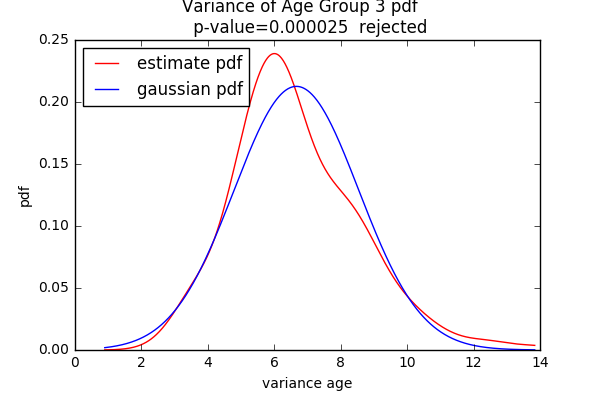 Variance of Age Group 3 pdf
p-value=0.000025 rejected
estimate pdf
gaussian pdf
0.25
0.20
0.15
0.10
0.05
0.00
pdf
0 2 4 6 8 10 12 14
variance age